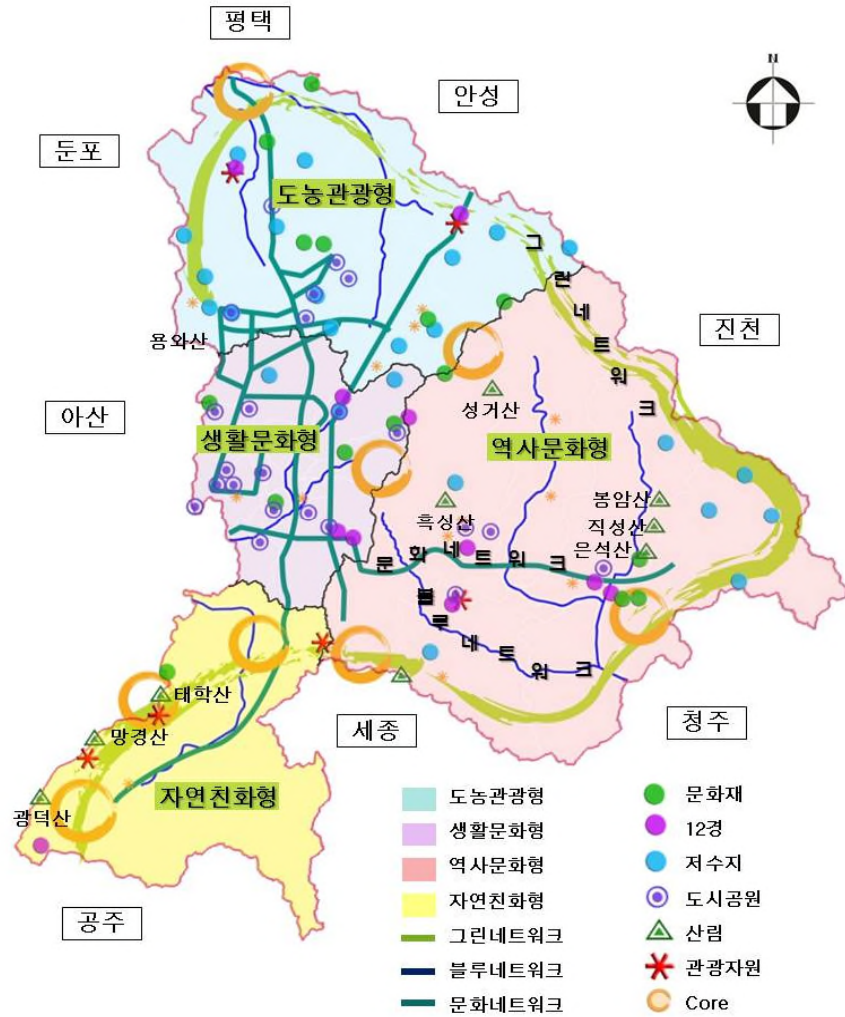 평택
N
안성
둔포
도농관광형
그린네트워크
용와산
진천
성거산
아산
생활문화형
역사문화형
봉암산
흑성산
직성산
은석산
문화네트워크
블루네트워크
태학산
세종
청주
망경산
자연친화형
광덕산
공주
도농관광형
문화재
생활문화형
12경
역사문화형
저수지
자연친화형
도시공원
그린네트워크
산림
블루네트워크
관광자원
문화네트워크
Core